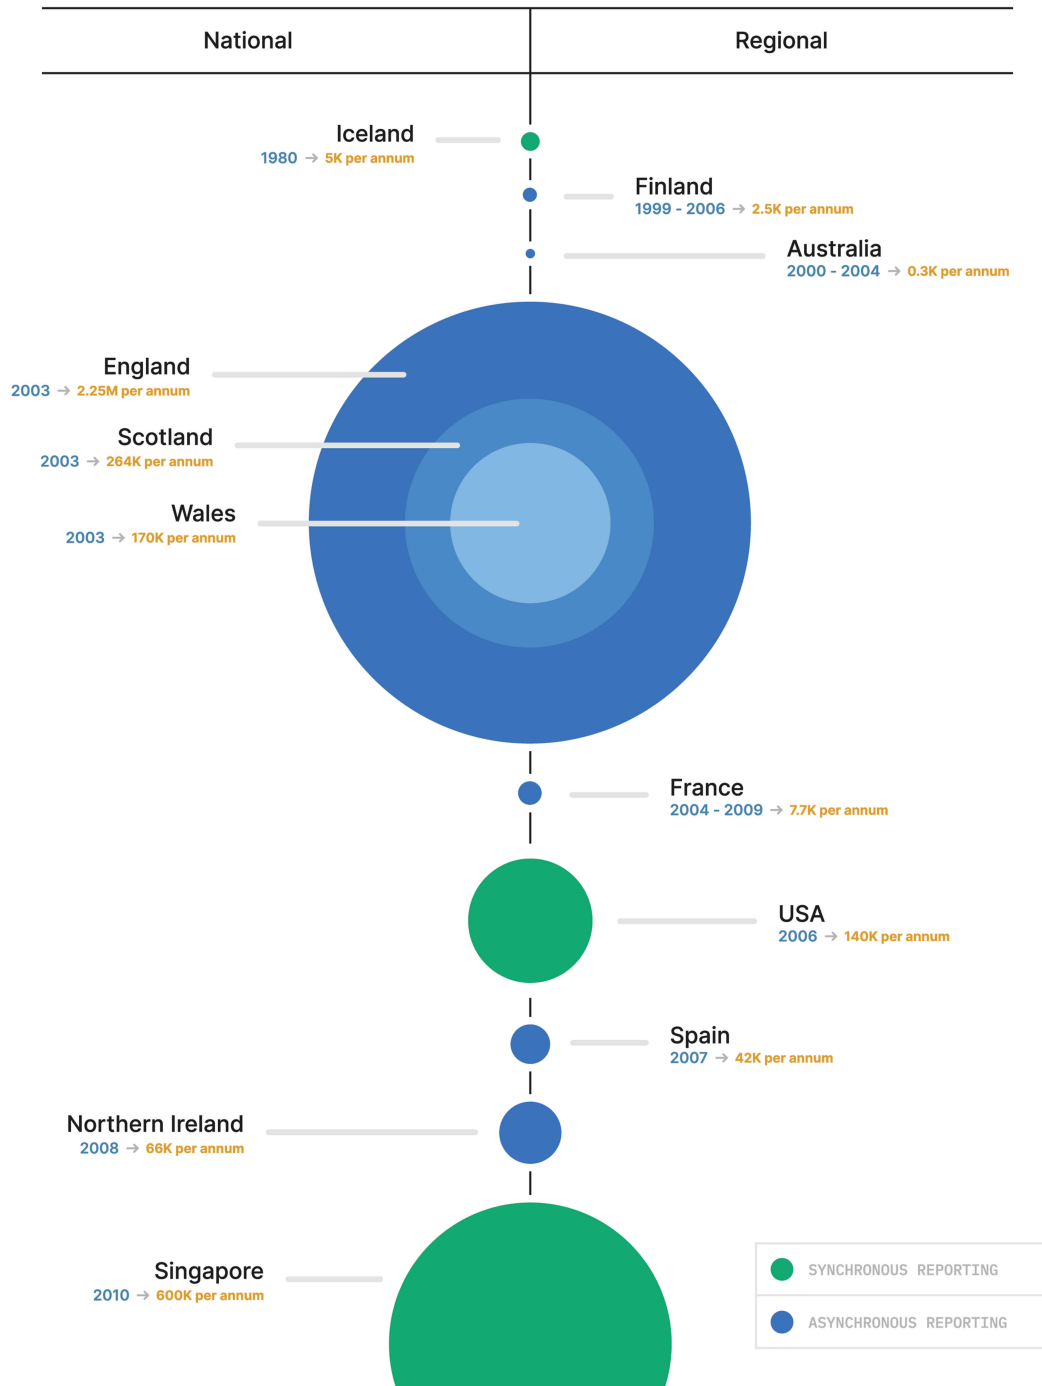 National
Regional
Iceland
1980 → 5K per annum
Finland
1999 - 2006 → 2.5K per annum
Australia
2000 - 2004 → 0.3K per annum
England
2003 → 2.25M per annum
Scotland
2003 → 264K per annum
Wales
2003 → 170K per annum
France
2004 - 2009 → 7.7K per annum
USA
2006 → 140K per annum
Spain
2007 → 42K per annum
Northern Ireland
2008 → 66K per annum
Singapore
2010 → 600K per annum
SYNCHRONOUS REPORTING
ASYNCHRONOUS REPORTING